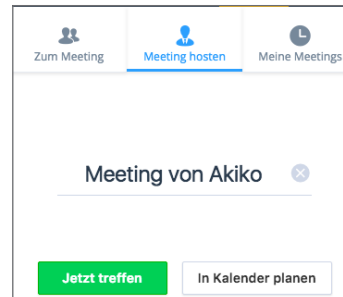 Zum Meeting
Meeting hosten
Meine Meetings
Meeting von Akiko
Jetzt treffen
In Kalender planen